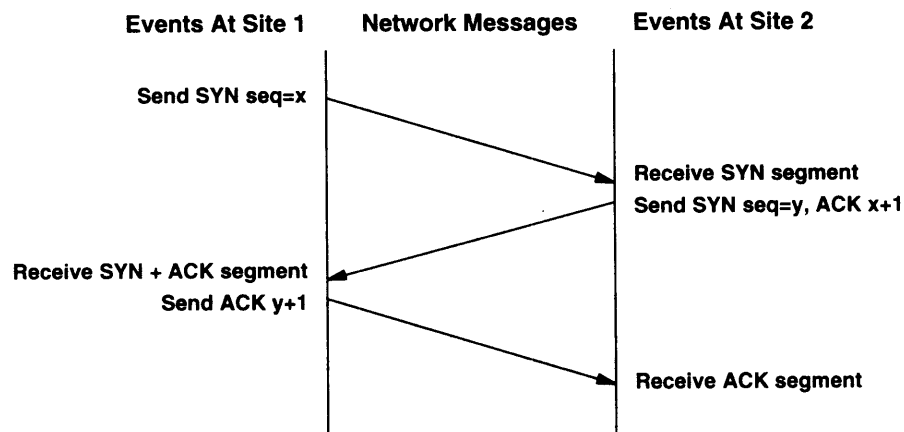 Events At Site 1
Network Messages
Events At Site 2
Send SYN seq=x
Receive SYN segment
Send SYN seq=y, ACK x+1
Receive SYN + ACK segment
Send ACK y+1
Receive ACK segment